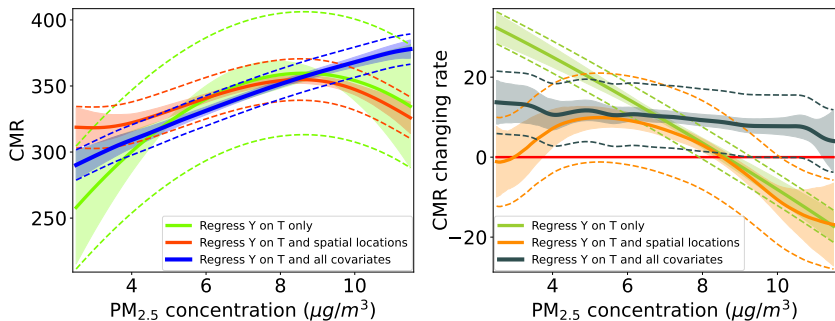 400
350
300
250
CMR
Regress Y on T only
Regress Y on T and spatial locations
Regress Y on T and all covariates
4 6 8 10
PM2.5 concentration (μg/m³)
20
0
−20
CMR changing rate
Regress Y on T only
Regress Y on T and spatial locations
Regress Y on T and all covariates
4 6 8 10
PM2.5 concentration (μg/m³)